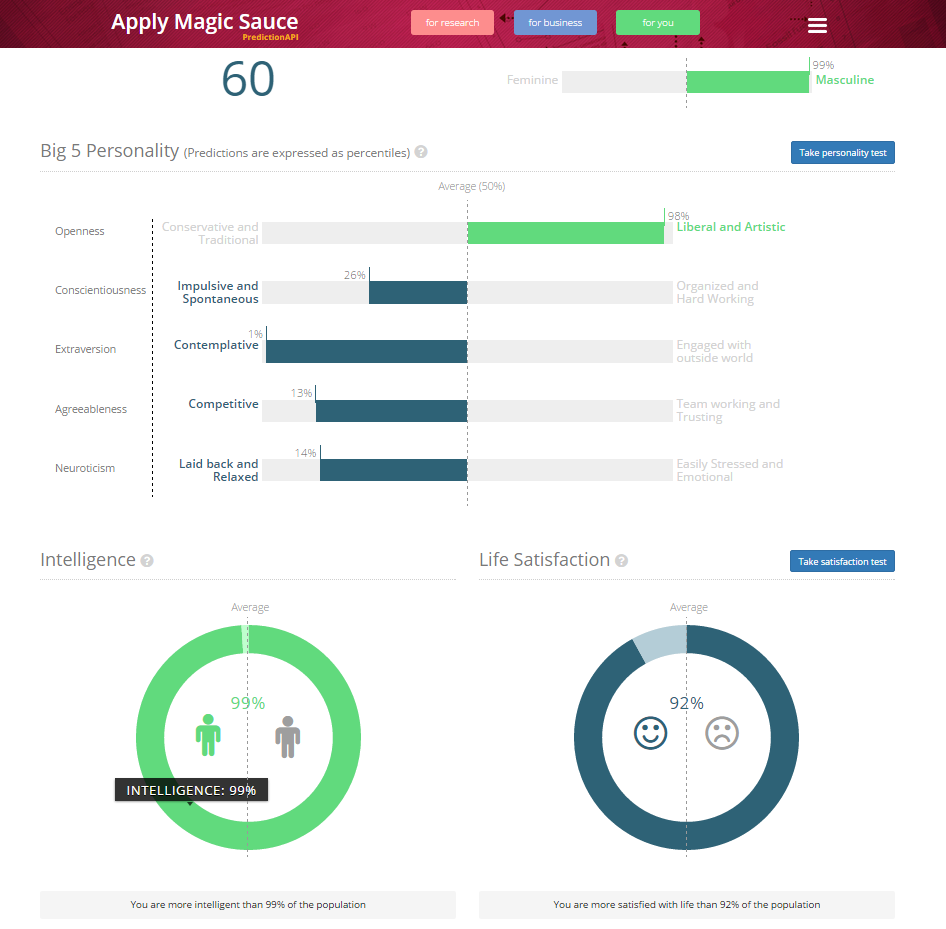 Apply Magic Sauce
PredictionAPI
for research
for business
for you
60
Feminine
99%
Masculine
Big 5 Personality (Predictions are expressed as percentiles) ?
Take personality test
Average (50%)
Openness
Conservative and
Traditional
98%
Liberal and Artistic
Conscientiousness
Impulsive and
Spontaneous
26%
Organized and
Hard Working
Extraversion
Contemplative
1%
Engaged with
outside world
Agreeableness
Competitive
13%
Team working and
Trusting
Neuroticism
Laid back and
Relaxed
14%
Easily Stressed and
Emotional
Intelligence ?
Average
99%
INTELLIGENCE: 99%
You are more intelligent than 99% of the population
Life Satisfaction ?
Take satisfaction test
Average
92%
You are more satisfied with life than 92% of the population